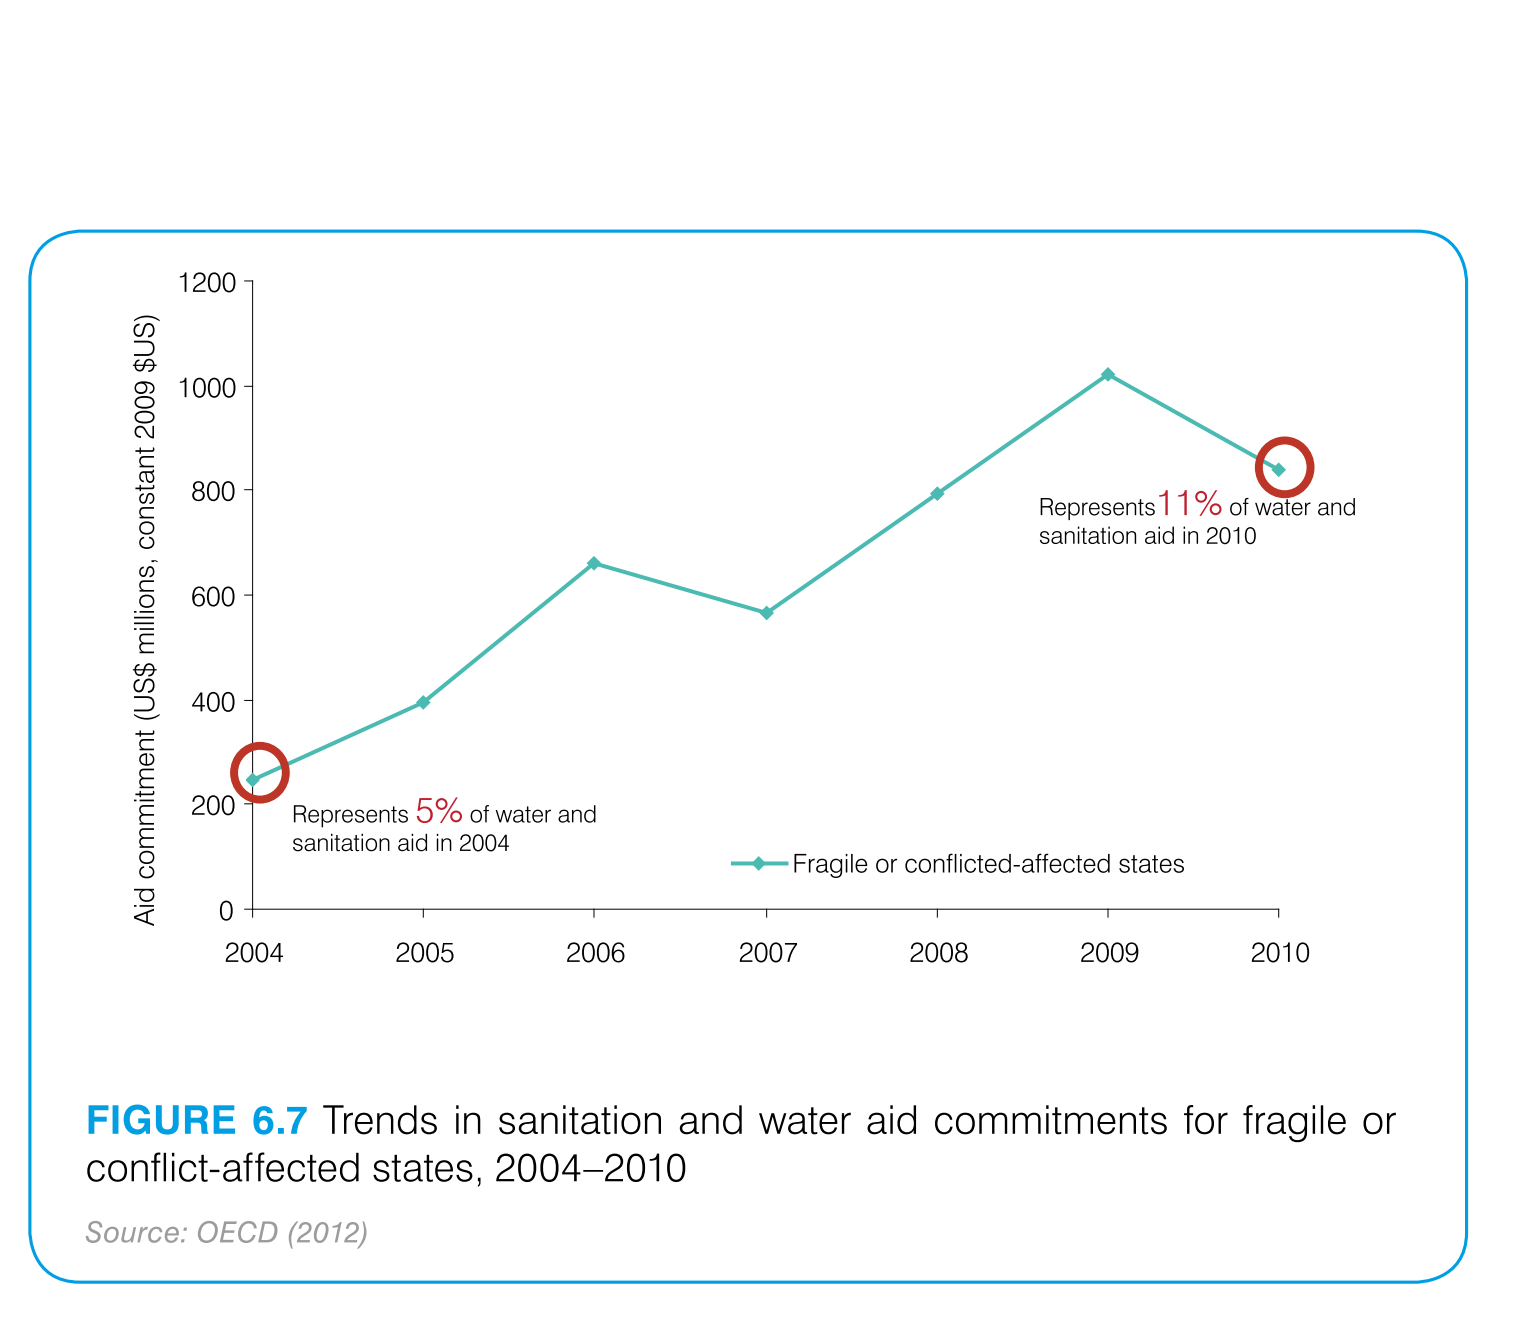 1200
1000
800
600
400
200
0
Aid commitment (US$ millions, constant 2009 $US)
Represents 11% of water and
sanitation aid in 2010
Represents 5% of water and
sanitation aid in 2004
Fragile or conflicted-affected states
2004 2005 2006 2007 2008 2009 2010
FIGURE 6.7 Trends in sanitation and water aid commitments for fragile or
conflict-affected states, 2004–2010
Source: OECD (2012)